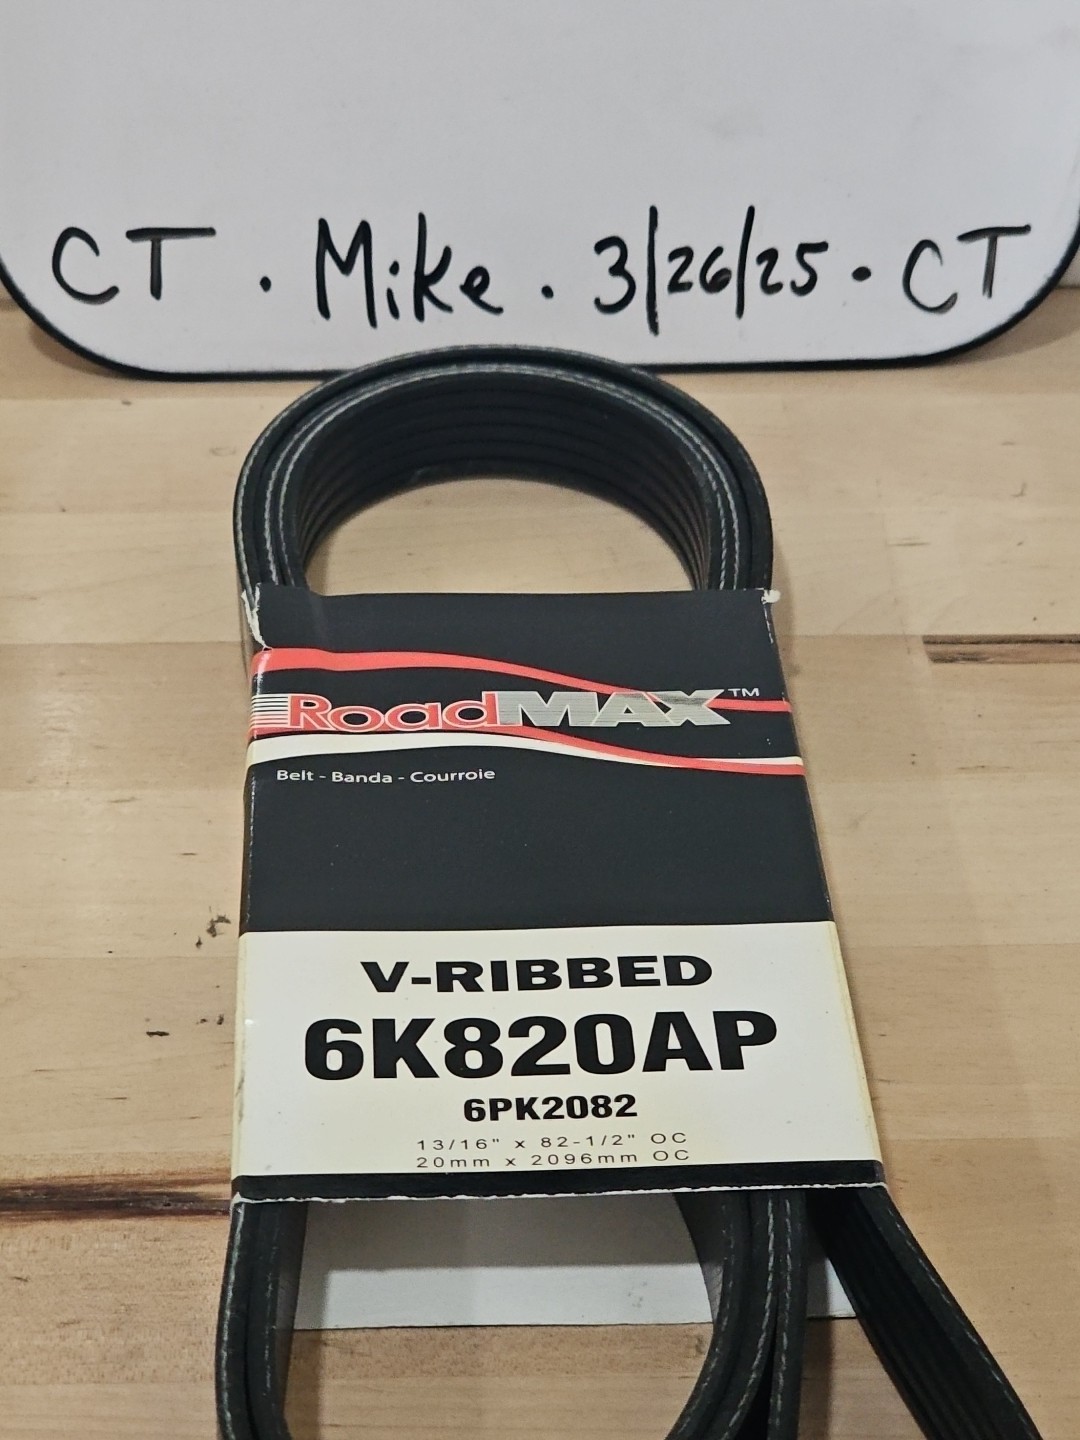 CT · Mike · 3/26/25 · CT
RoadMAX™
Belt - Banda - Courroie
V-RIBBED
6K820AP
6PK2082
13/16" x 82-1/2" OC
20mm x 2096mm OC